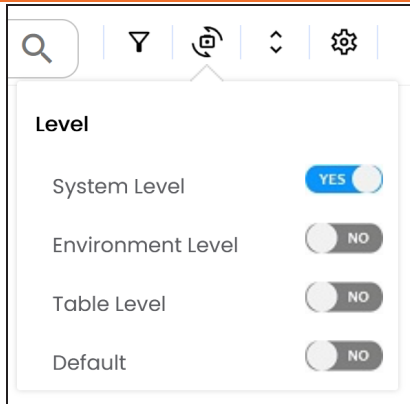 Level
System Level YES
Environment Level NO
Table Level NO
Default NO